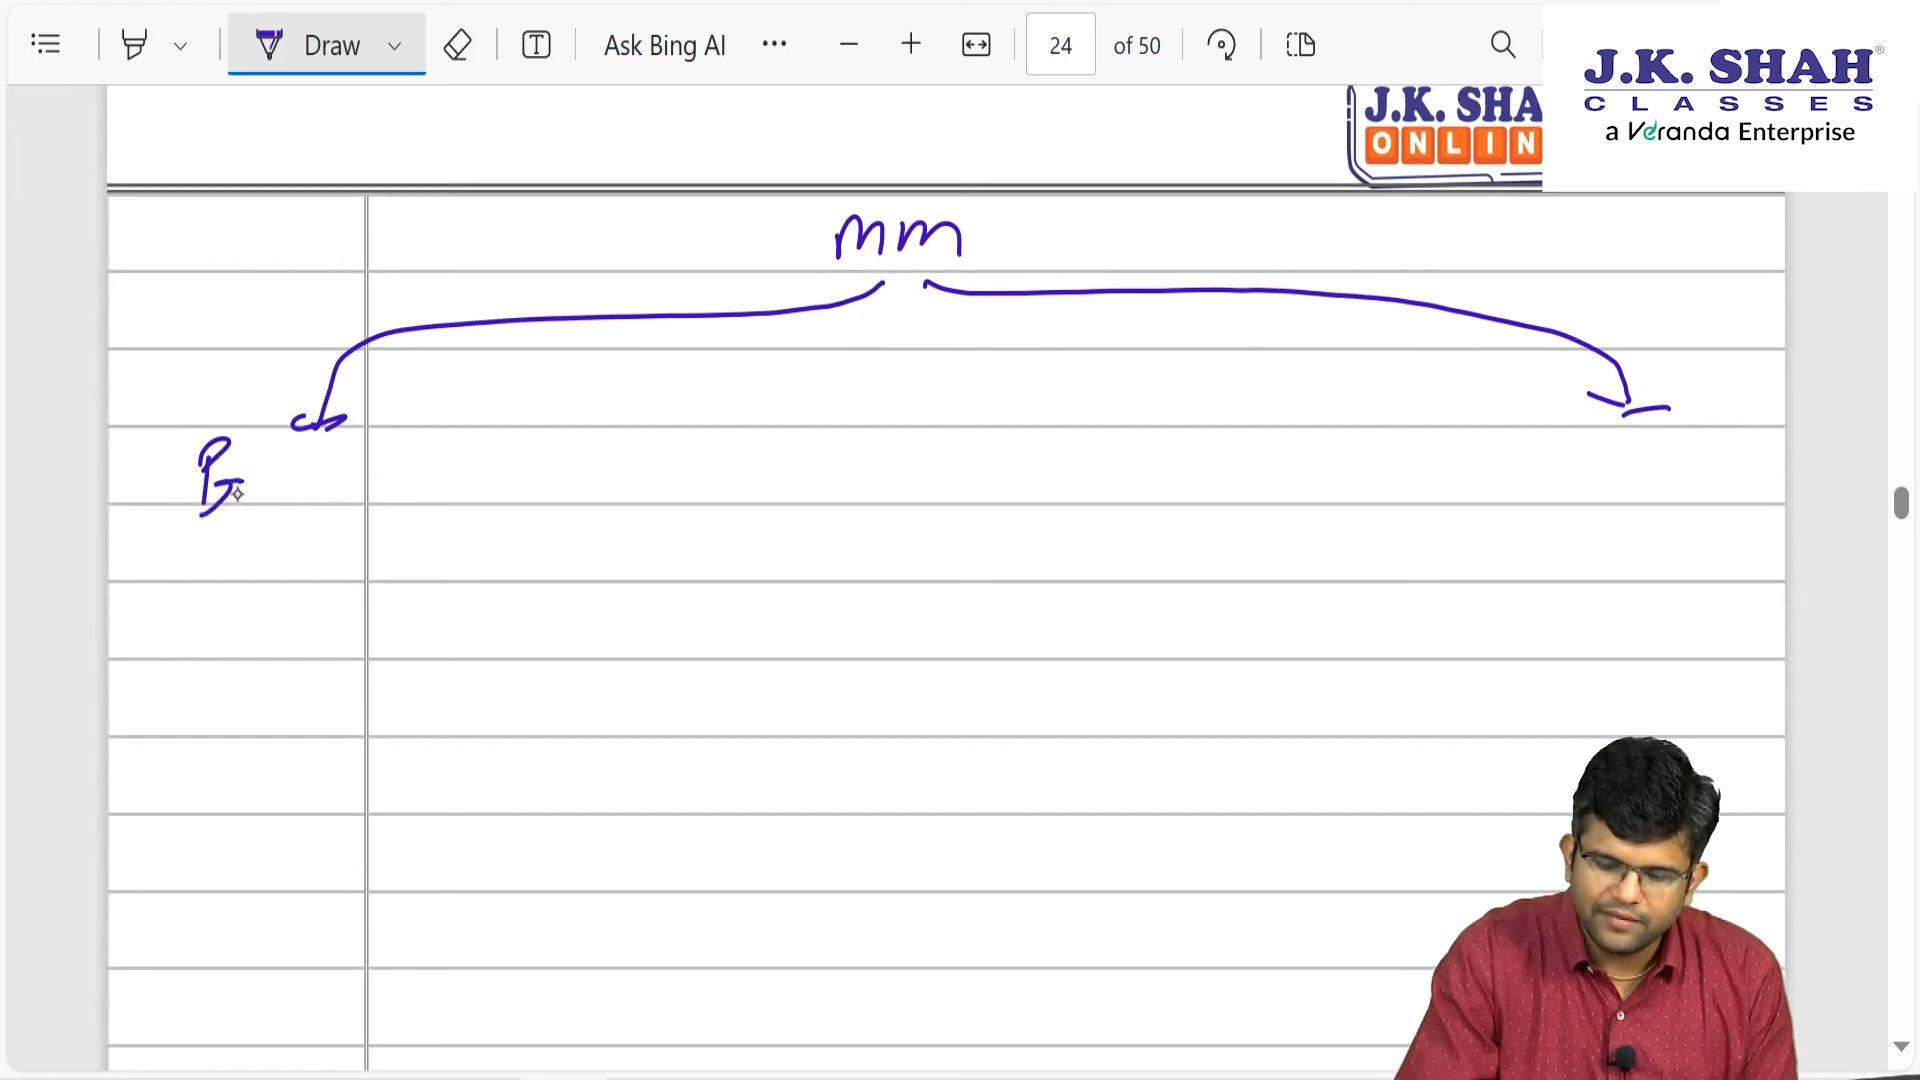 Draw
Ask Bing AI
24 of 50
J.K. SHAH®
CLASSES
a Veranda Enterprise
J.K. SHA
ONLIN
mm